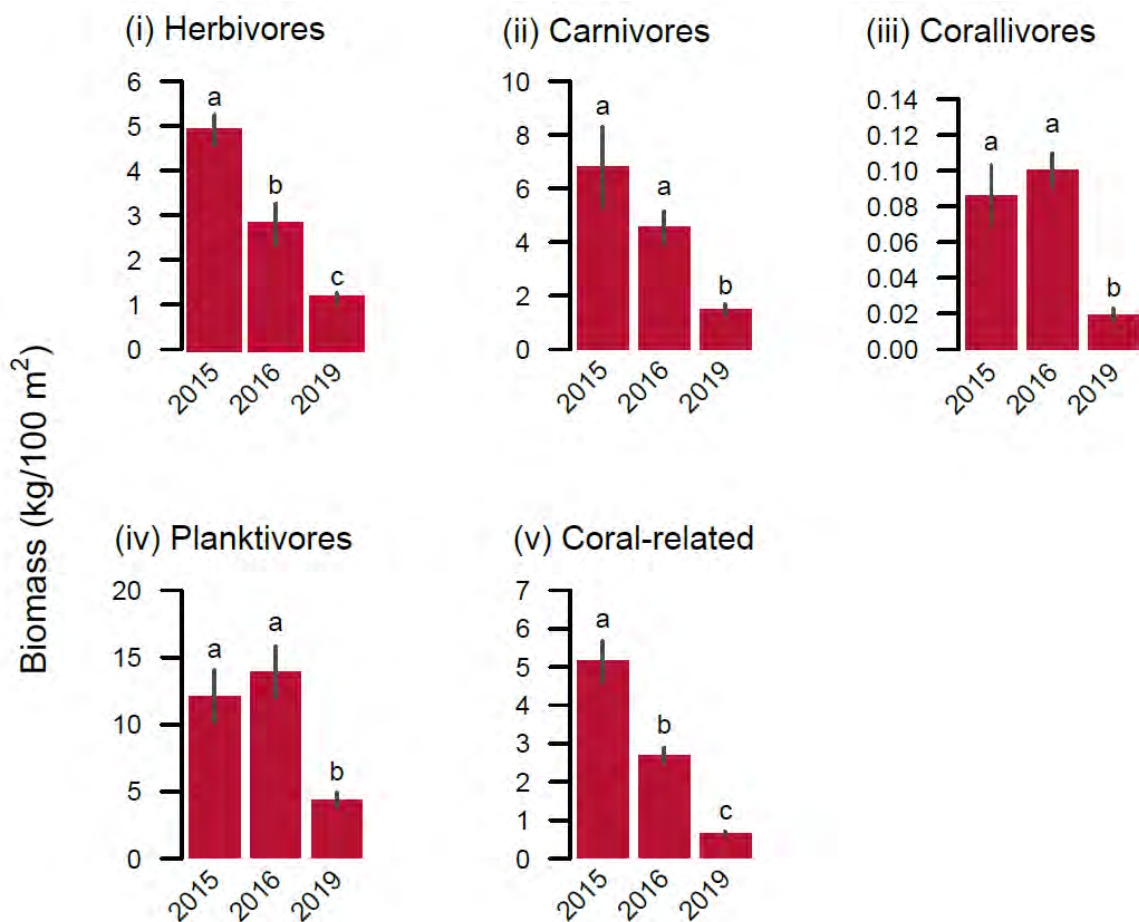 (i) Herbivores
6
5
4
3
2
1
0
a
b
c
2015
2016
2019
(ii) Carnivores
10
8
6
4
2
0
a
a
b
2015
2016
2019
(iii) Corallivores
0.14
0.12
0.10
0.08
0.06
0.04
0.02
0.00
a
a
b
2015
2016
2019
Biomass (kg/100 m²)
(iv) Planktivores
20
15
10
5
0
a
a
b
2015
2016
2019
(v) Coral-related
7
6
5
4
3
2
1
0
a
b
c
2015
2016
2019